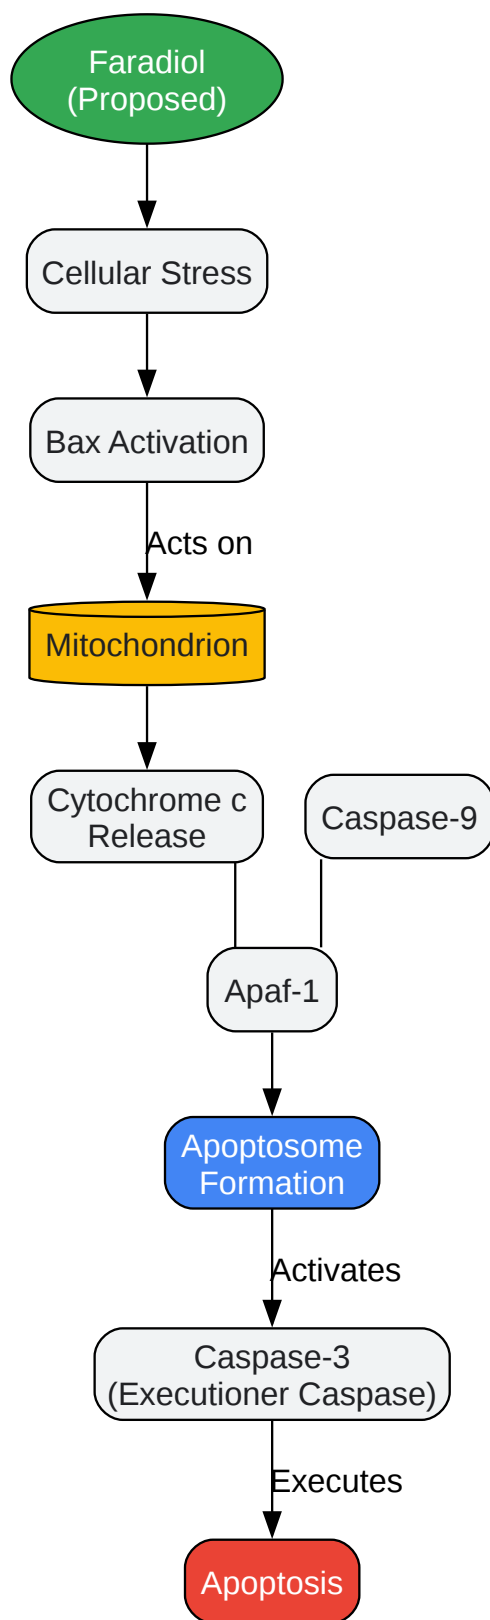 Faradiol
(Proposed)
Cellular Stress
Bax Activation
Acts on
Mitochondrion
Cytochrome c
Release
Caspase-9
Apaf-1
Apoptosome
Formation
Activates
Caspase-3
(Executioner Caspase)
Executes
Apoptosis